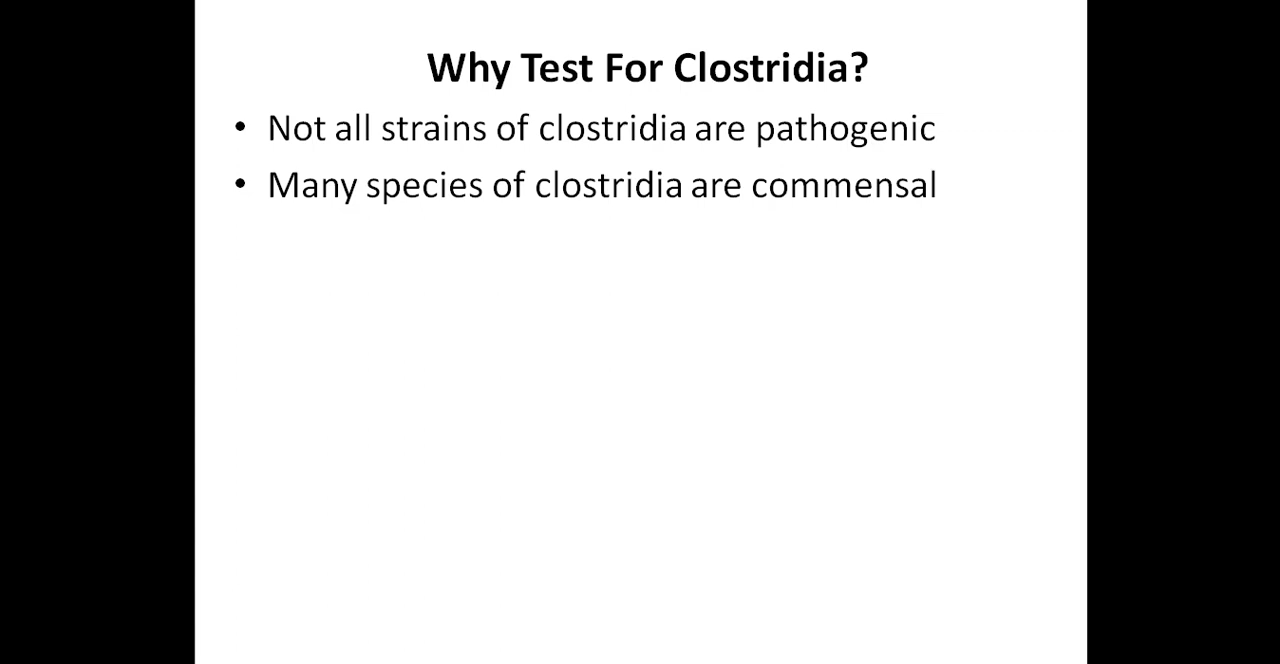 Why Test For Clostridia?
• Not all strains of clostridia are pathogenic
• Many species of clostridia are commensal